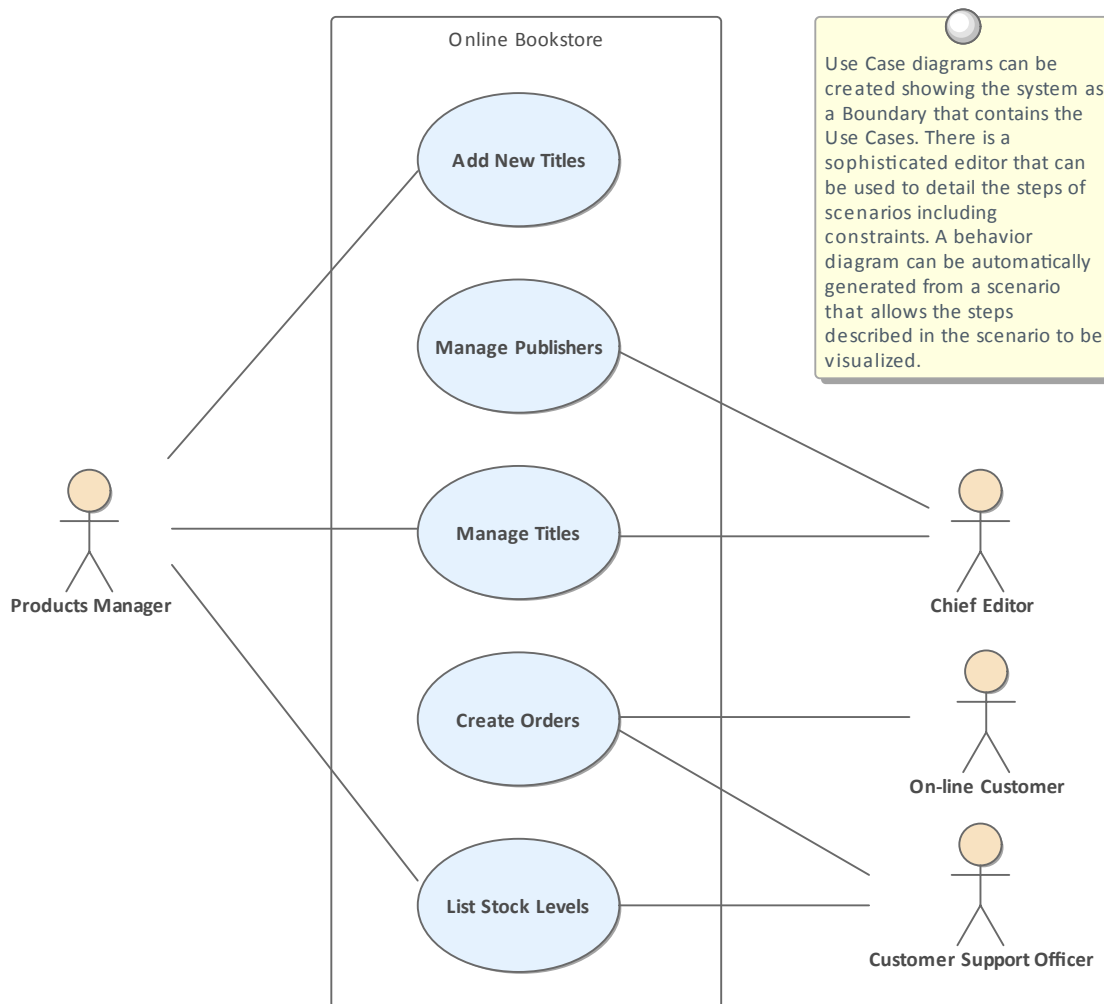 Online Bookstore
Use Case diagrams can be
created showing the system as
a Boundary that contains the
Use Cases. There is a
sophisticated editor that can
be used to detail the steps of
scenarios including
constraints. A behavior
diagram can be automatically
generated from a scenario
that allows the steps
described in the scenario to be
visualized.
Add New Titles
Manage Publishers
Manage Titles
Products Manager
Chief Editor
Create Orders
On-line Customer
List Stock Levels
Customer Support Officer